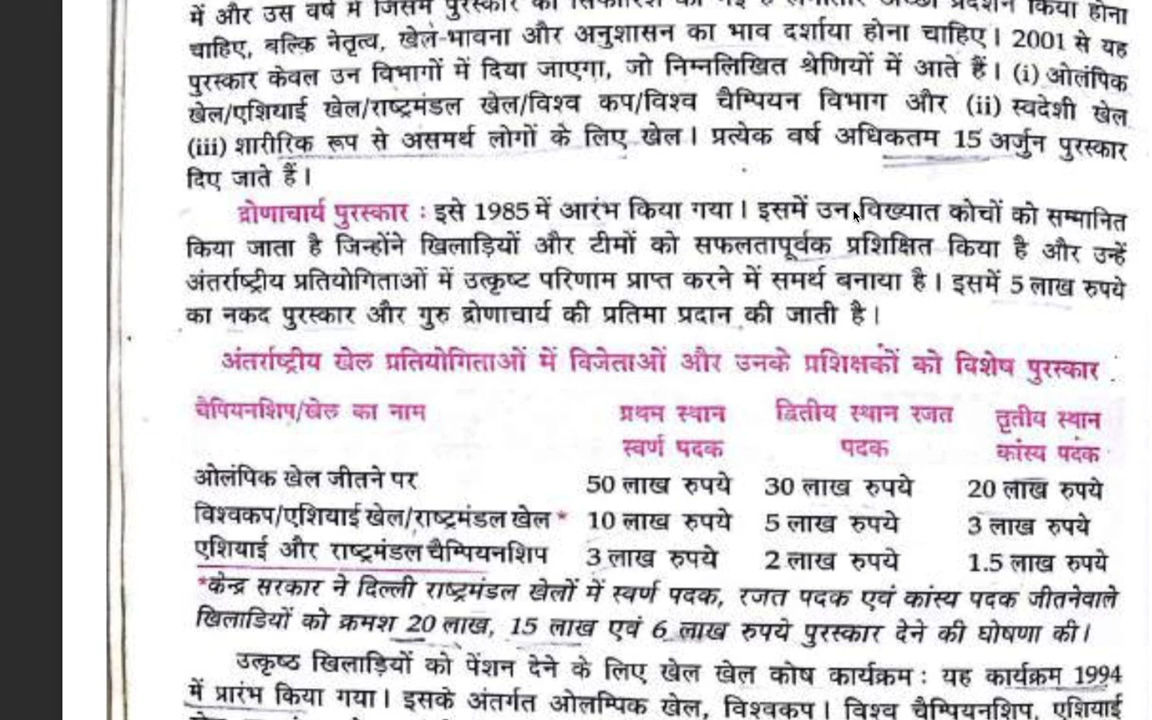 में और उस वर्ष में जिसमें पुरस्कार की सिफारिश की गई है लगातार अच्छा प्रदर्शन किया होना
चाहिए, बल्कि नेतृत्व, खेल-भावना और अनुशासन का भाव दर्शाया होना चाहिए। 2001 से यह
पुरस्कार केवल उन विभागों में दिया जाएगा, जो निम्नलिखित श्रेणियों में आते हैं। (i) ओलंपिक
खेल/एशियाई खेल/राष्ट्रमंडल खेल/विश्व कप/विश्व चैम्पियन विभाग और (ii) स्वदेशी खेल
(iii) शारीरिक रूप से असमर्थ लोगों के लिए खेल। प्रत्येक वर्ष अधिकतम 15 अर्जुन पुरस्कार
दिए जाते हैं।
द्रोणाचार्य पुरस्कार : इसे 1985 में आरंभ किया गया। इसमें उन विख्यात कोचों को सम्मानित
किया जाता है जिन्होंने खिलाड़ियों और टीमों को सफलतापूर्वक प्रशिक्षित किया है और उन्हें
अंतर्राष्ट्रीय प्रतियोगिताओं में उत्कृष्ट परिणाम प्राप्त करने में समर्थ बनाया है। इसमें 5 लाख रुपये
का नकद पुरस्कार और गुरु द्रोणाचार्य की प्रतिमा प्रदान की जाती है।
अंतर्राष्ट्रीय खेल प्रतियोगिताओं में विजेताओं और उनके प्रशिक्षकों को विशेष पुरस्कार
चैपियनशिप/खेल का नाम प्रथम स्थान द्वितीय स्थान रजत तृतीय स्थान
स्वर्ण पदक पदक कांस्य पदक
ओलंपिक खेल जीतने पर 50 लाख रुपये 30 लाख रुपये 20 लाख रुपये
विश्वकप/एशियाई खेल/राष्ट्रमंडल खेल* 10 लाख रुपये 5 लाख रुपये 3 लाख रुपये
एशियाई और राष्ट्रमंडल चैम्पियनशिप 3 लाख रुपये 2 लाख रुपये 1.5 लाख रुपये
*केन्द्र सरकार ने दिल्ली राष्ट्रमंडल खेलों में स्वर्ण पदक, रजत पदक एवं कांस्य पदक जीतनेवाले
खिलाडियों को क्रमश 20 लाख, 15 लाख एवं 6 लाख रुपये पुरस्कार देने की घोषणा की।
उत्कृष्ठ खिलाड़ियों को पेंशन देने के लिए खेल खेल कोष कार्यक्रम : यह कार्यक्रम 1994
में प्रारंभ किया गया। इसके अंतर्गत ओलम्पिक खेल, विश्वकप। विश्व चैम्पियनशिप, एशियाई